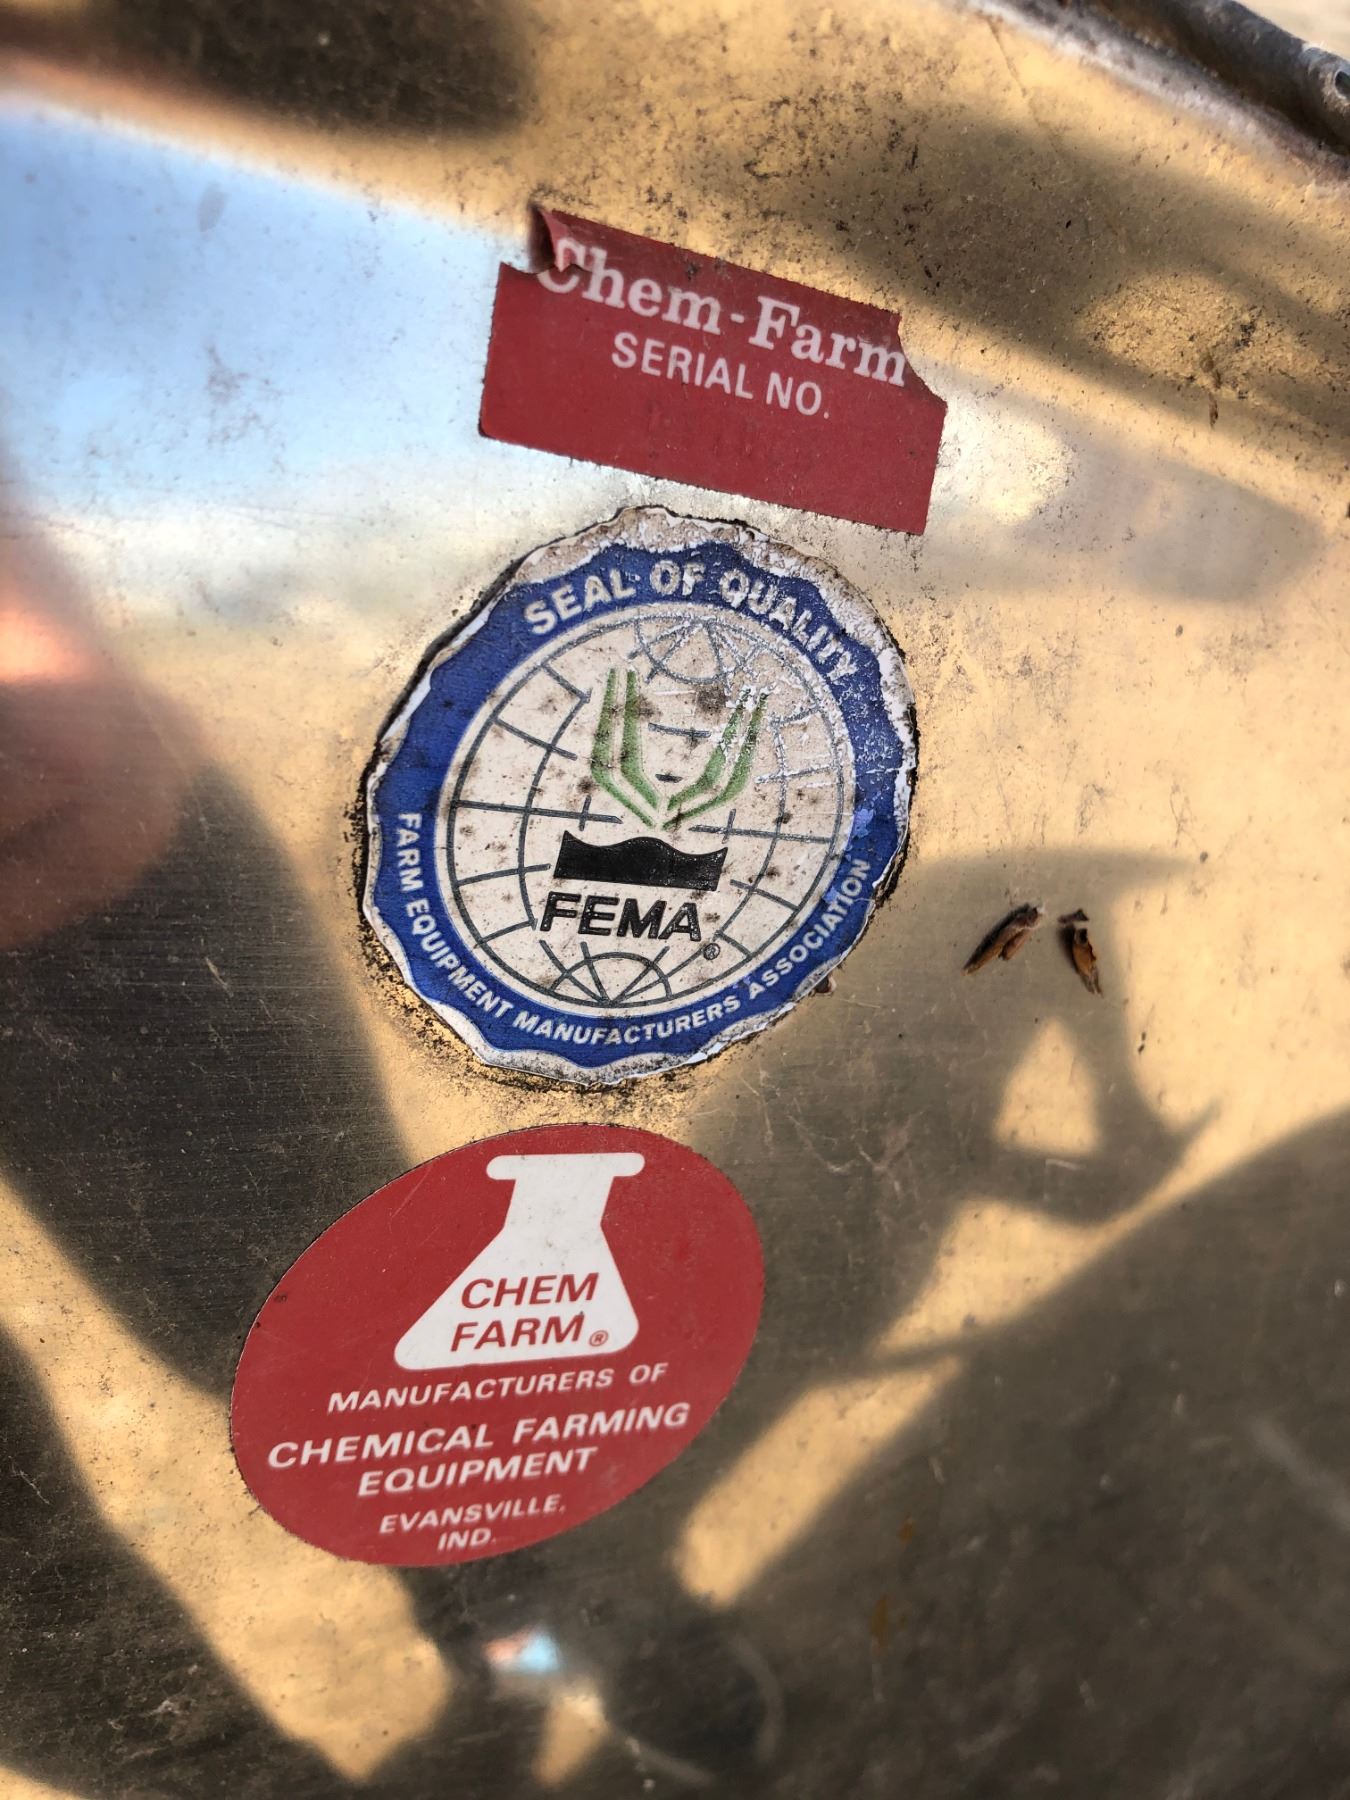 Chem-Farm
SERIAL NO.
SEAL OF QUALITY
FEMA®
FARM EQUIPMENT MANUFACTURERS ASSOCIATION
CHEM
FARM®
MANUFACTURERS OF
CHEMICAL FARMING
EQUIPMENT
EVANSVILLE,
IND.